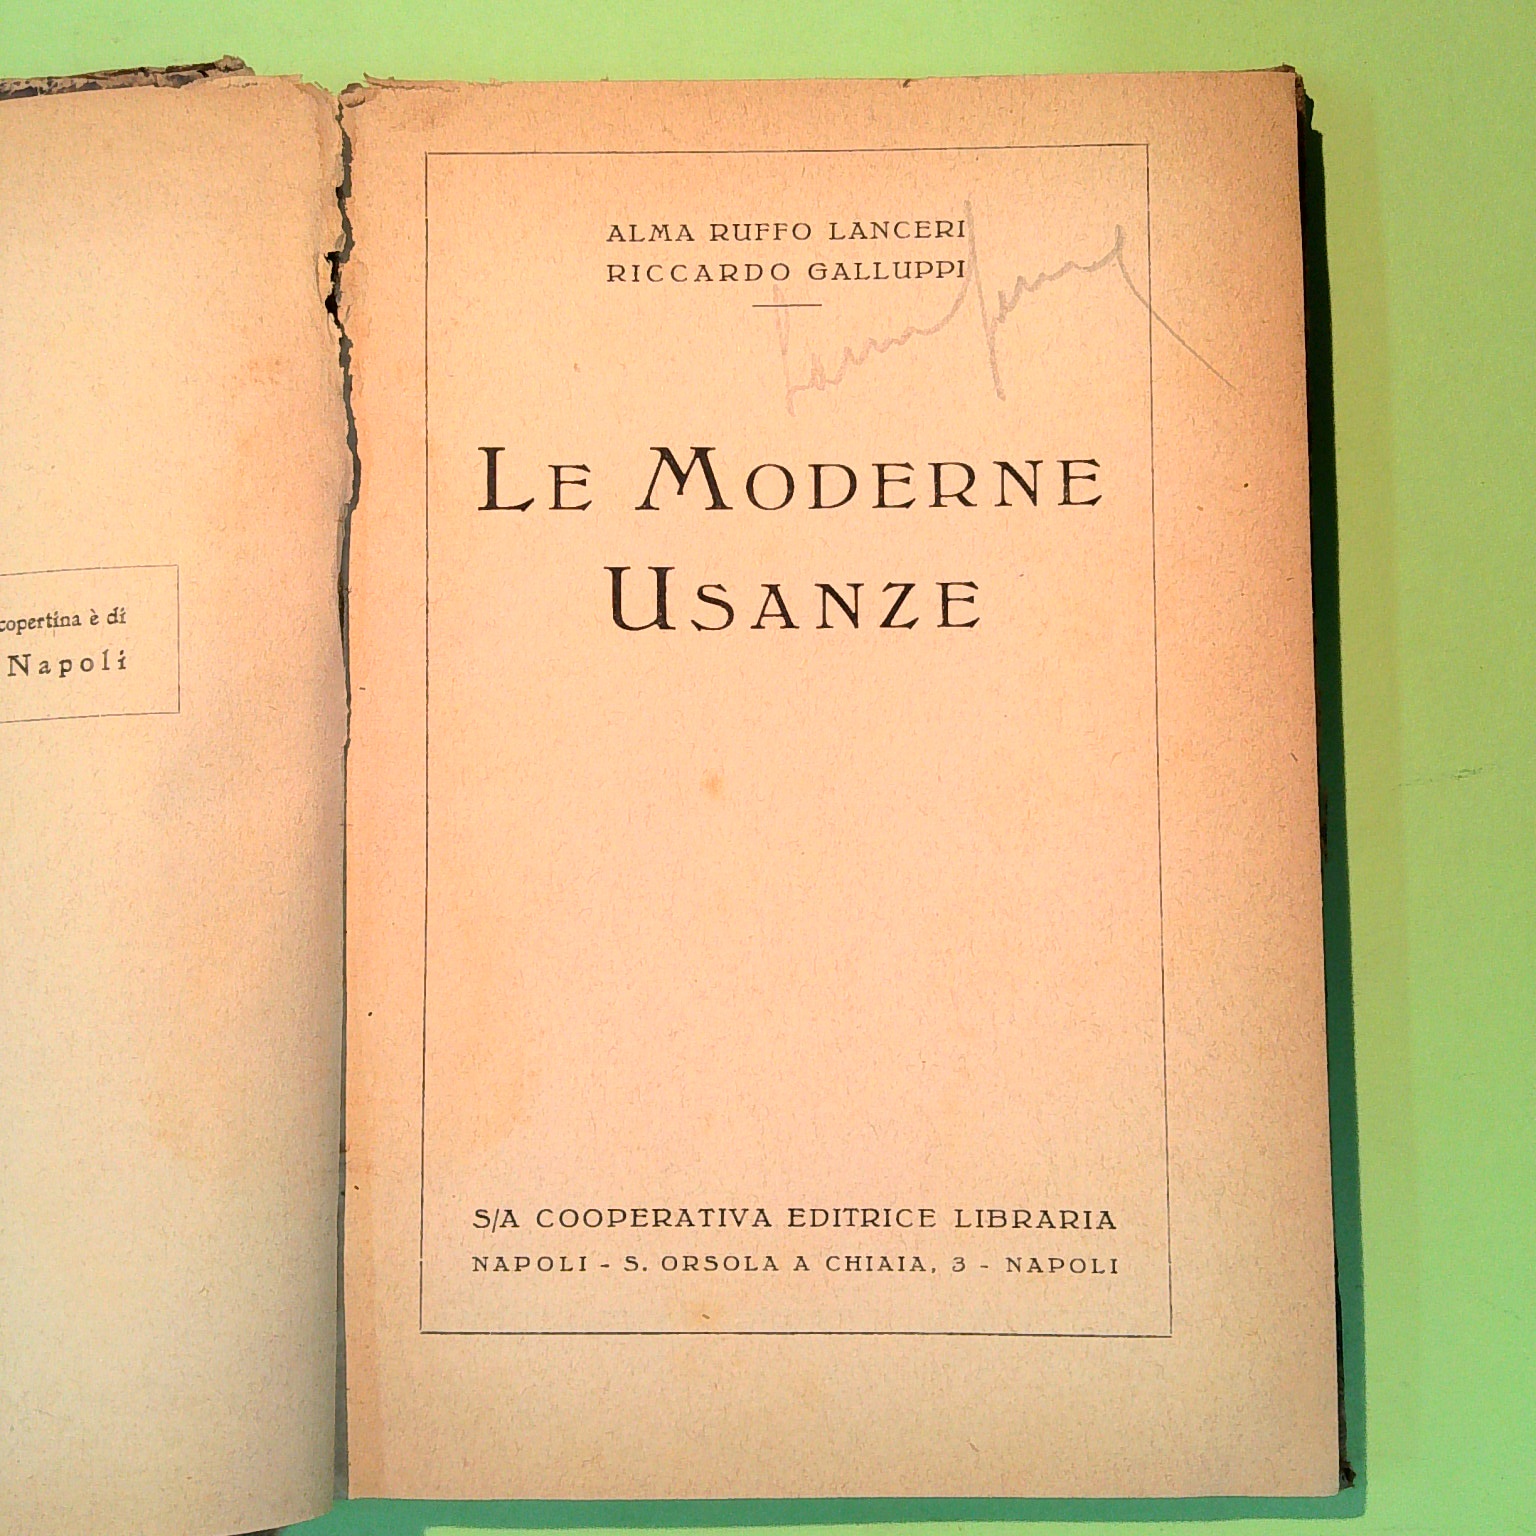 copertina è di
Napoli
ALMA RUFFO LANCERI
RICCARDO GALLUPPI
LE MODERNE
USANZE
S/A COOPERATIVA EDITRICE LIBRARIA
NAPOLI - S. ORSOLA A CHIAIA, 3 - NAPOLI